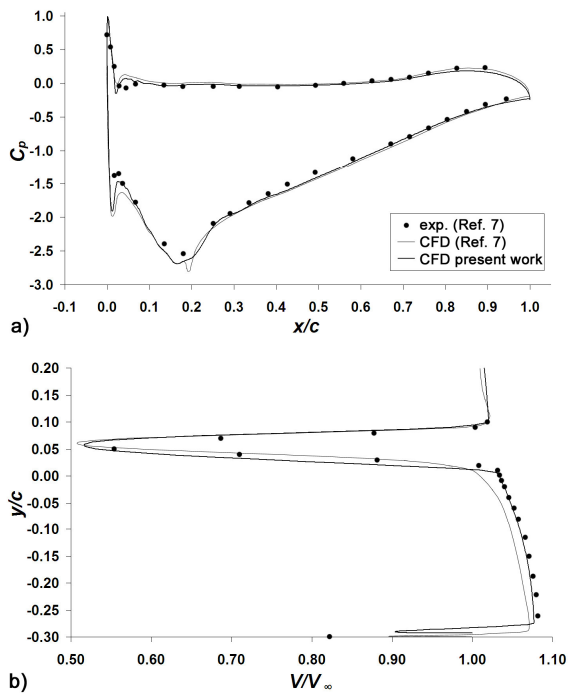 1.0
0.5
0.0
-0.5
-1.0
-1.5
-2.0
-2.5
-3.0
Cp
exp. (Ref. 7)
CFD (Ref. 7)
CFD present work
-0.1 0.0 0.1 0.2 0.3 0.4 0.5 0.6 0.7 0.8 0.9 1.0
a)
x/c
0.20
0.15
0.10
0.05
0.00
-0.05
-0.10
-0.15
-0.20
-0.25
-0.30
y/c
0.50 0.60 0.70 0.80 0.90 1.00 1.10
b)
V/V∞